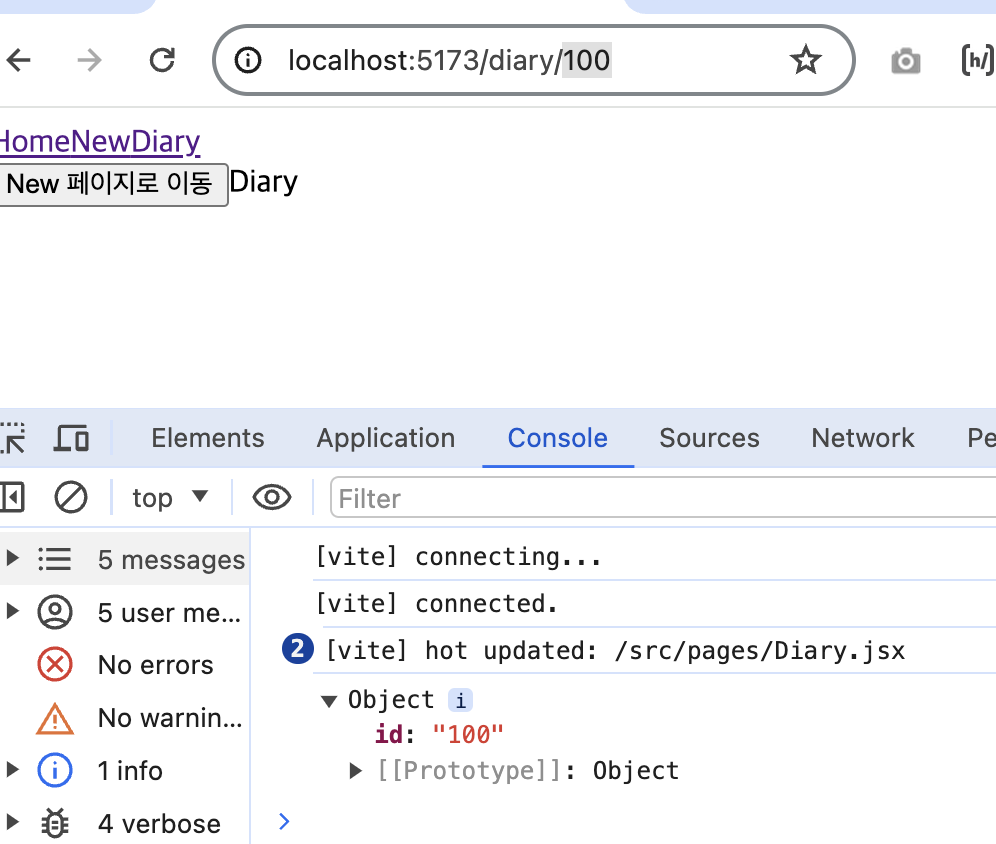 localhost:5173/diary/100
HomeNewDiary
New 페이지로 이동 Diary
Elements Application Console Sources Network Pe
top Filter
5 messages
5 user me...
No errors
No warnin...
1 info
4 verbose
[vite] connecting...
[vite] connected.
2 [vite] hot updated: /src/pages/Diary.jsx
Object i
id: "100"
[[Prototype]]: Object